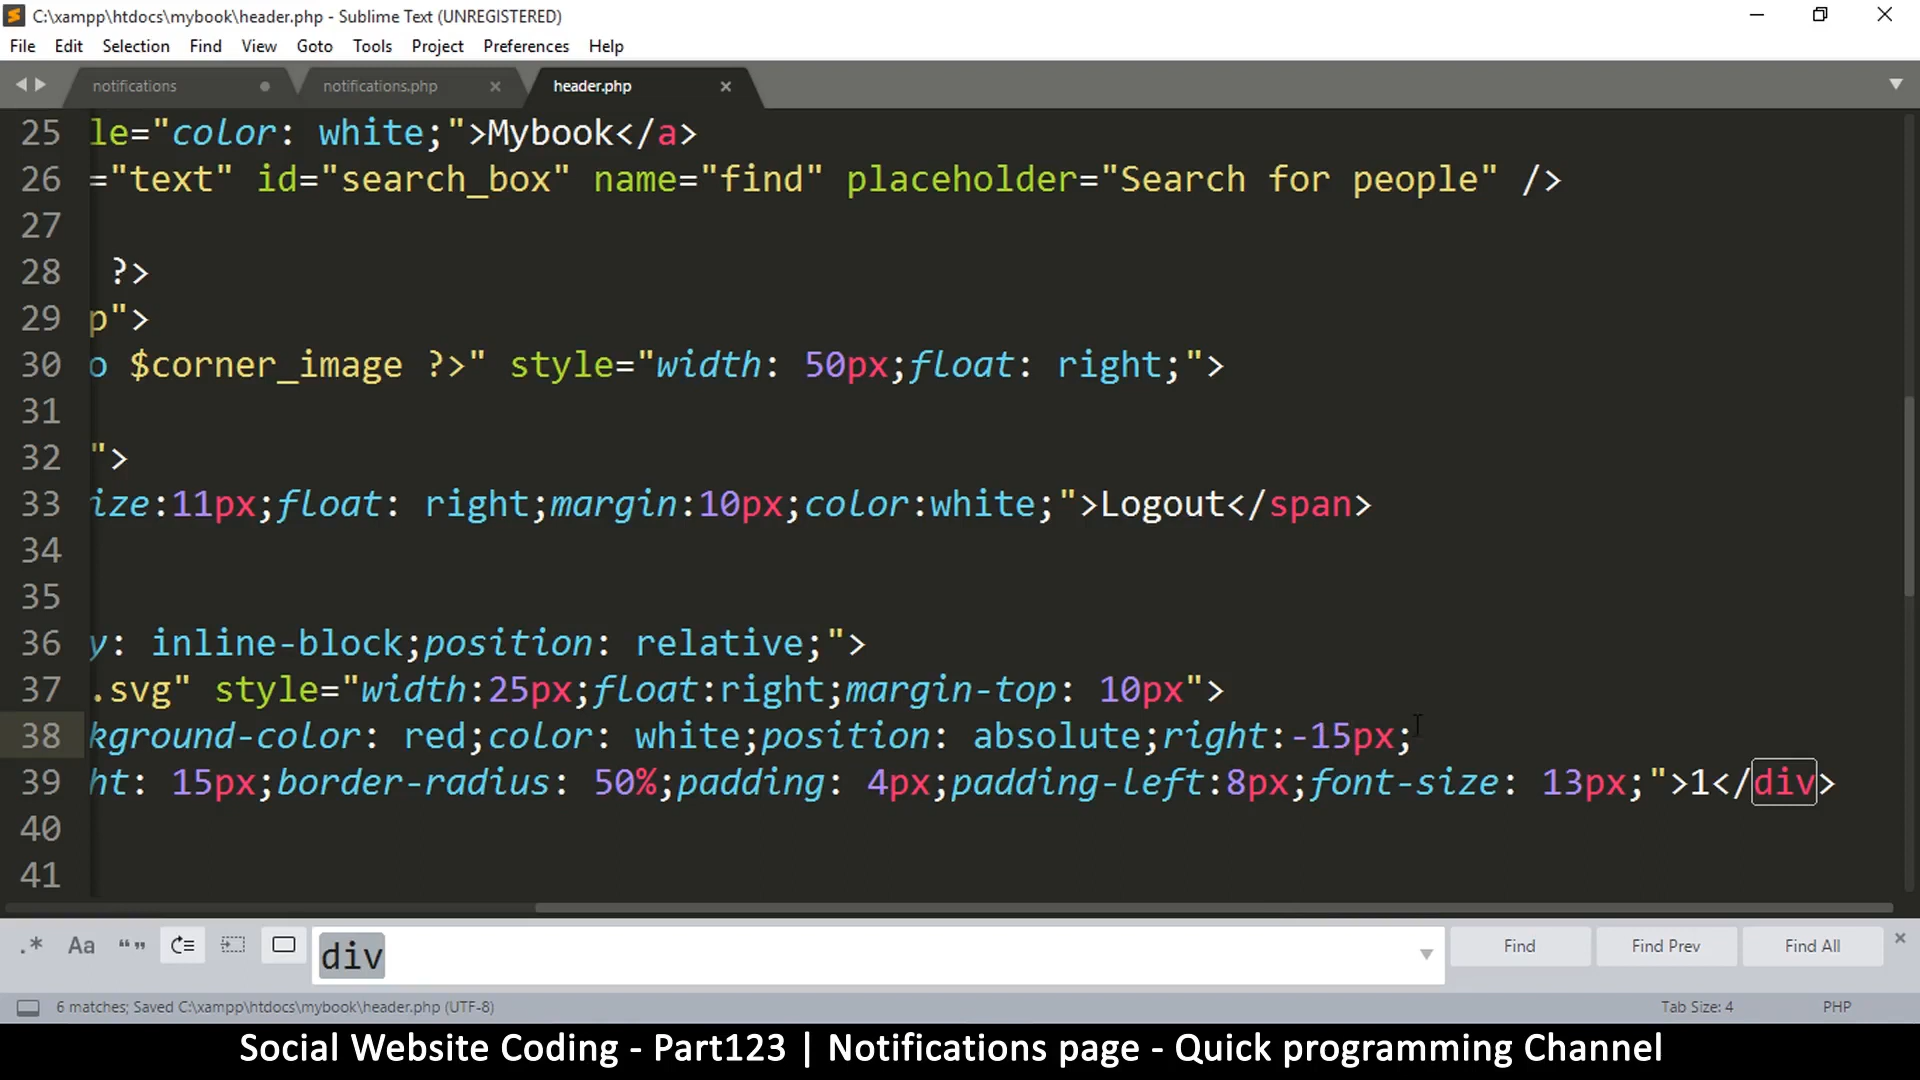 C:\xampp\htdocs\mybook\header.php - Sublime Text (UNREGISTERED)
File Edit Selection Find View Goto Tools Project Preferences Help
notifications notifications.php header.php
25 le="color: white;">Mybook</a>
26 ="text" id="search_box" name="find" placeholder="Search for people" />
27
28 ?>
29 p">
30 o $corner_image ?>" style="width: 50px;float: right;">
31
32 ">
33 ize:11px;float: right;margin:10px;color:white;">Logout</span>
34
35
36 y: inline-block;position: relative;">
37 .svg" style="width:25px;float:right;margin-top: 10px">
38 kground-color: red;color: white;position: absolute;right:-15px;
39 ht: 15px;border-radius: 50%;padding: 4px;padding-left:8px;font-size: 13px;">1</div>
40
41
.* Aa “” div Find Find Prev Find All
6 matches; Saved C:\xampp\htdocs\mybook\header.php (UTF-8) Tab Size: 4 PHP
Social Website Coding - Part123 | Notifications page - Quick programming Channel